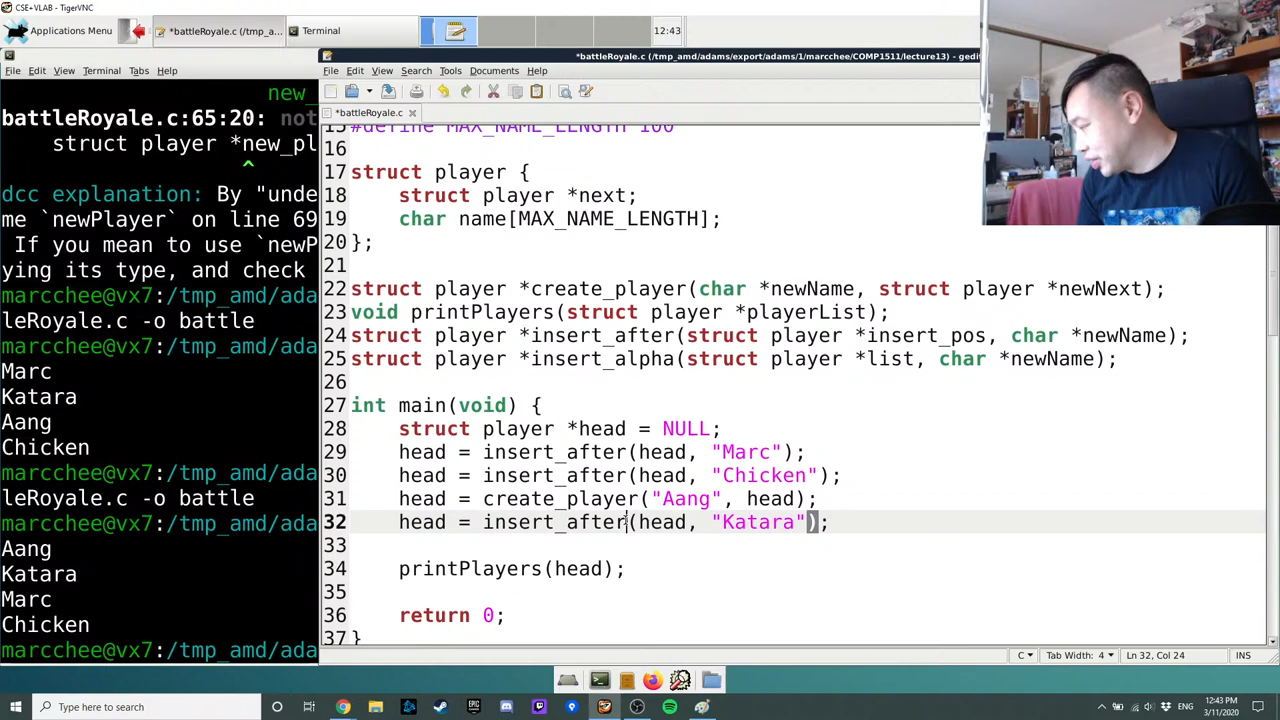 CSE+VLAB - TigerVNC
Applications Menu
*battleRoyale.c (/tmp_a...
Terminal
12:43
*battleRoyale.c (/tmp_amd/adams/export/adams/1/marcchee/COMP1511/lecture13) - gedit
File Edit View Terminal Tabs Help
File Edit View Search Tools Documents Help
*battleRoyale.c
new_
battleRoyale.c:65:20: not
struct player *new_pl
^
dcc explanation: By "unde
me `newPlayer` on line 69
If you mean to use `newP
ying its type, and check
marcchee@vx7:/tmp_amd/ada
leRoyale.c -o battle
marcchee@vx7:/tmp_amd/ada
Marc
Katara
Aang
Chicken
marcchee@vx7:/tmp_amd/ada
leRoyale.c -o battle
marcchee@vx7:/tmp_amd/ada
Aang
Katara
Marc
Chicken
marcchee@vx7:/tmp_amd/ada
15 #define MAX_NAME_LENGTH 100
16
17 struct player {
18 struct player *next;
19 char name[MAX_NAME_LENGTH];
20 };
21
22 struct player *create_player(char *newName, struct player *newNext);
23 void printPlayers(struct player *playerList);
24 struct player *insert_after(struct player *insert_pos, char *newName);
25 struct player *insert_alpha(struct player *list, char *newName);
26
27 int main(void) {
28 struct player *head = NULL;
29 head = insert_after(head, "Marc");
30 head = insert_after(head, "Chicken");
31 head = create_player("Aang", head);
32 head = insert_after(head, "Katara");
33
34 printPlayers(head);
35
36 return 0;
37 }
C Tab Width: 4 Ln 32, Col 24 INS
Type here to search
EPIC
ENG
12:43 PM
3/11/2020